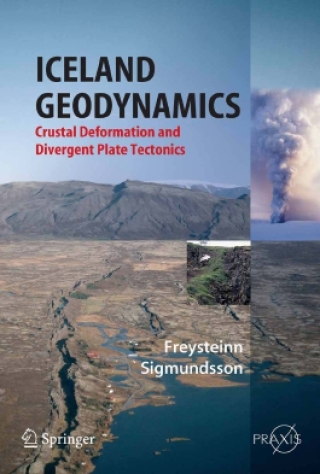 ICELAND
GEODYNAMICS
Crustal Deformation and
Divergent Plate Tectonics
Freysteinn
Sigmundsson
Springer
PRAXIS